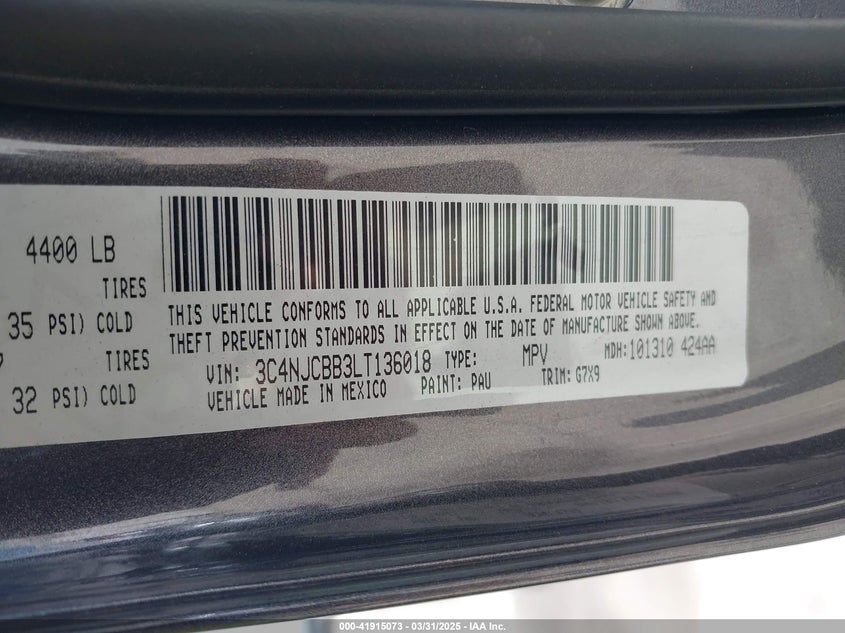 4400 LB
TIRES
35 PSI) COLD
TIRES
32 PSI) COLD
THIS VEHICLE CONFORMS TO ALL APPLICABLE U.S.A. FEDERAL MOTOR VEHICLE SAFETY AND
THEFT PREVENTION STANDARDS IN EFFECT ON THE DATE OF MANUFACTURE SHOWN ABOVE.
VIN: 3C4NJCBB3LT136018 TYPE: MPV MDH:101310 424AA
VEHICLE MADE IN MEXICO PAINT: PAU TRIM: G7X9
000-41915073 — 03/31/2025 — IAA Inc.